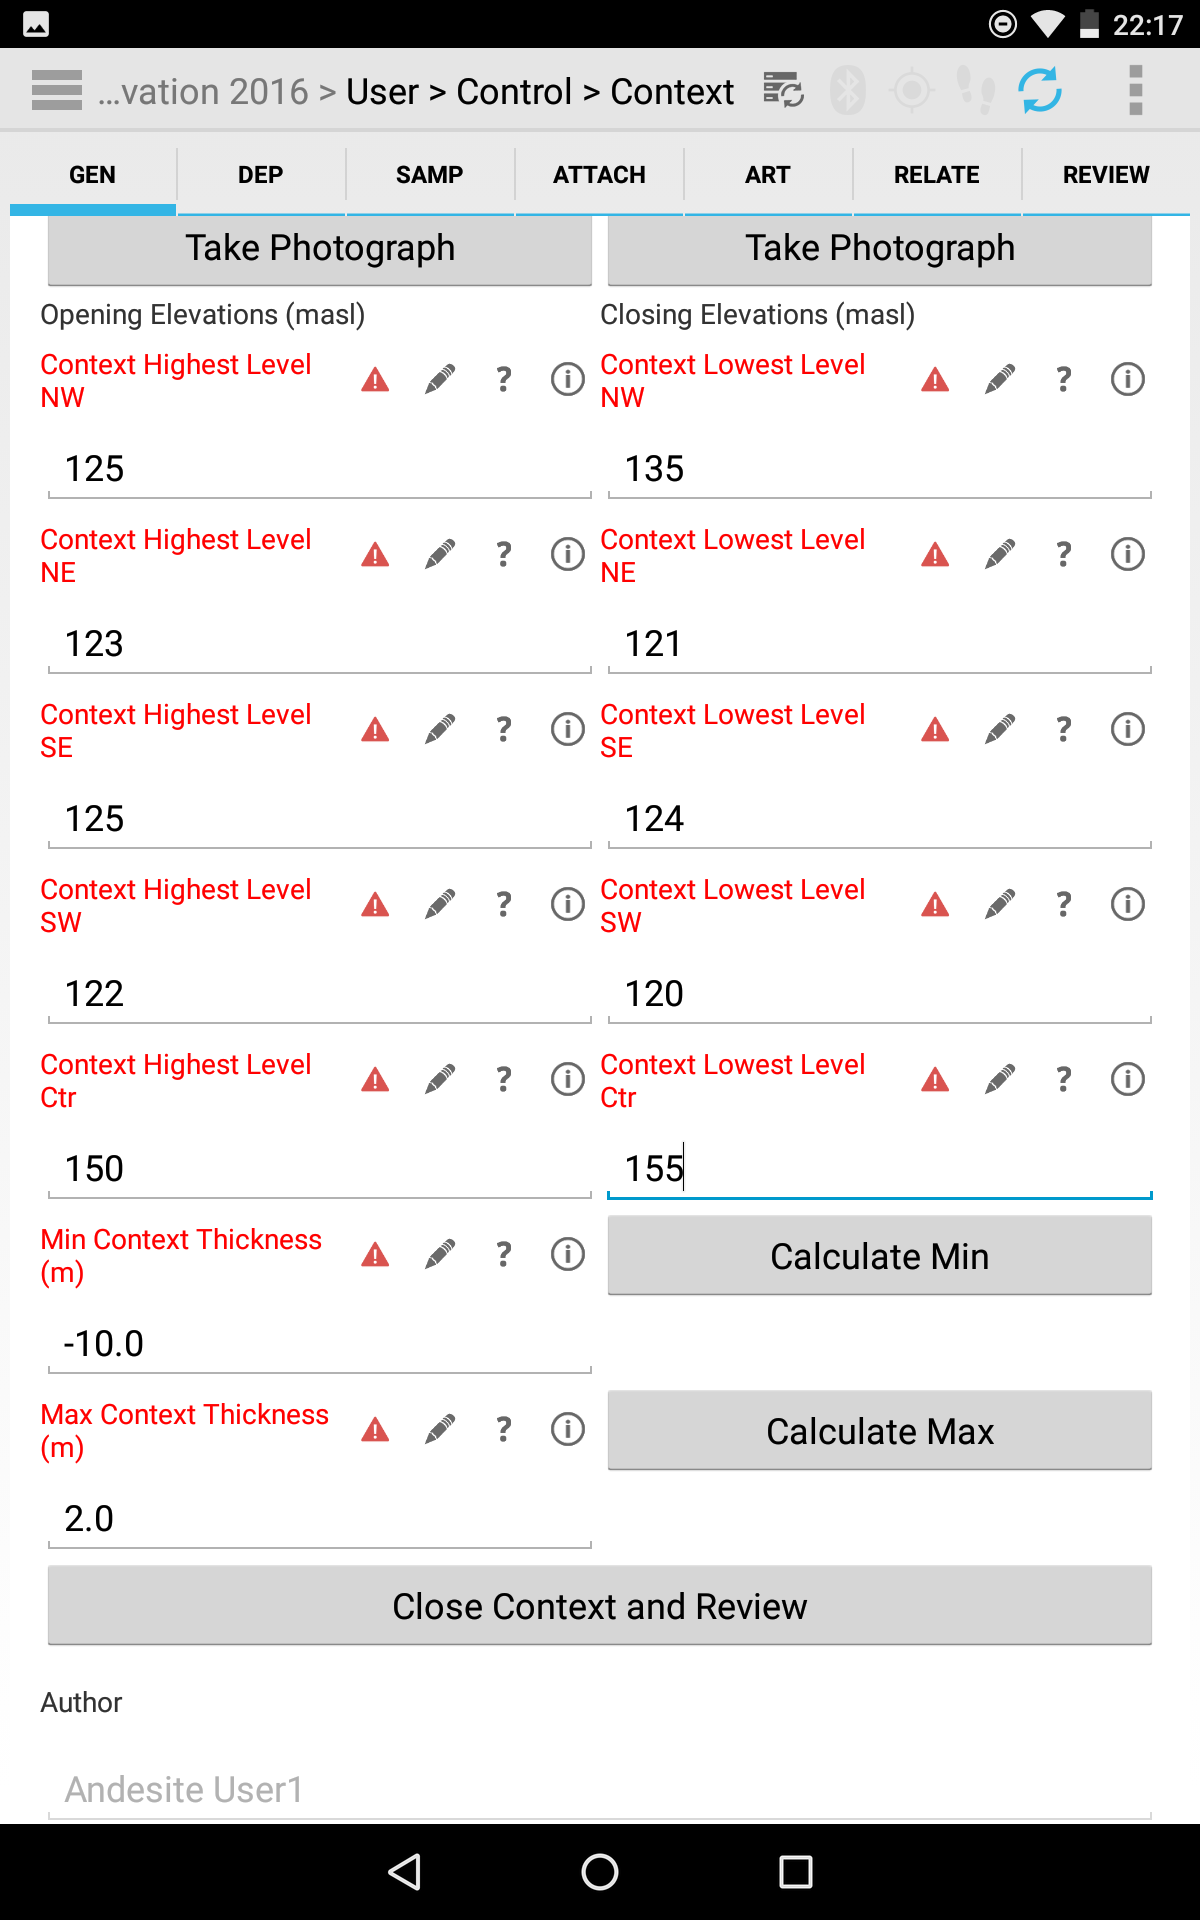 22:17
...vation 2016 > User > Control > Context
GEN DEP SAMP ATTACH ART RELATE REVIEW
Take Photograph Take Photograph
Opening Elevations (masl) Closing Elevations (masl)
Context Highest Level
NW
?
Context Lowest Level
NW
?
125 135
Context Highest Level
NE
?
Context Lowest Level
NE
?
123 121
Context Highest Level
SE
?
Context Lowest Level
SE
?
125 124
Context Highest Level
SW
?
Context Lowest Level
SW
?
122 120
Context Highest Level
Ctr
?
Context Lowest Level
Ctr
?
150 155
Min Context Thickness
(m)
?
Calculate Min
-10.0
Max Context Thickness
(m)
?
Calculate Max
2.0
Close Context and Review
Author
Andesite User1